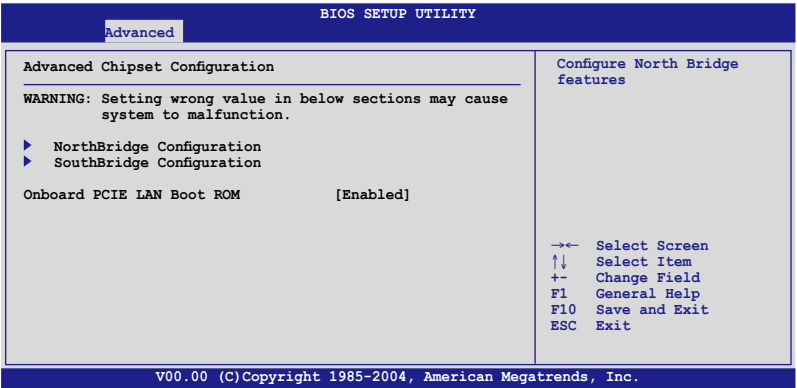 BIOS SETUP UTILITY
Advanced
Advanced Chipset Configuration
WARNING: Setting wrong value in below sections may cause
system to malfunction.
NorthBridge Configuration
SouthBridge Configuration
Onboard PCIE LAN Boot ROM [Enabled]
Configure North Bridge
features
→← Select Screen
↑↓ Select Item
+- Change Field
F1 General Help
F10 Save and Exit
ESC Exit
V00.00 (C)Copyright 1985-2004, American Megatrends, Inc.